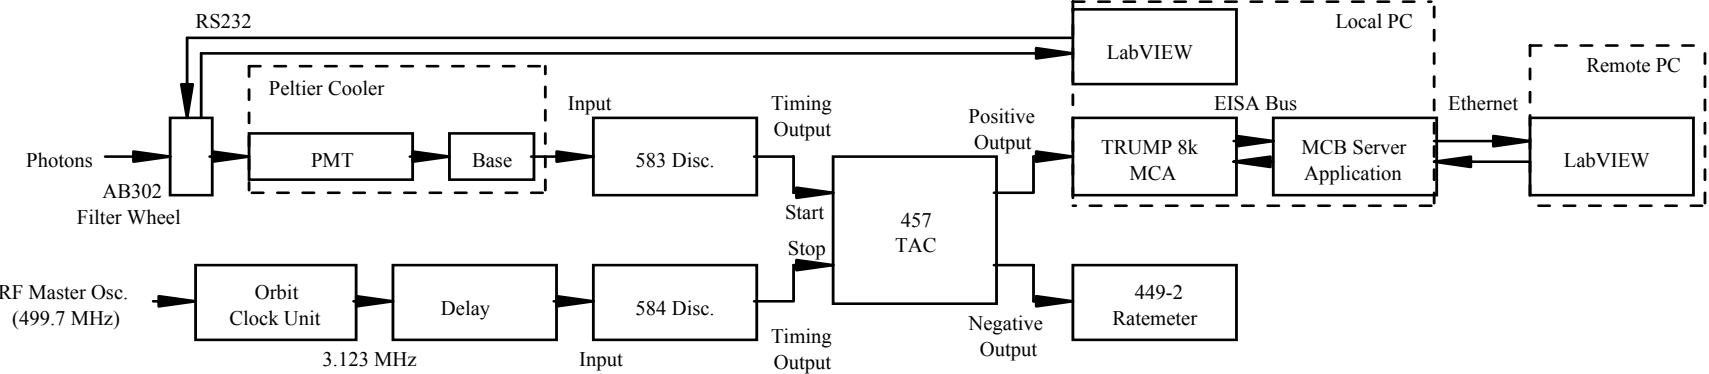 RS232
Local PC
LabVIEW
Remote PC
Peltier Cooler
Input
Timing
Output
Positive
Output
EISA Bus
Ethernet
Photons
PMT
Base
583 Disc.
TRUMP 8k
MCA
MCB Server
Application
LabVIEW
AB302
Filter Wheel
Start
457
TAC
Stop
RF Master Osc.
(499.7 MHz)
Orbit
Clock Unit
Delay
584 Disc.
449-2
Ratemeter
3.123 MHz
Input
Timing
Output
Negative
Output